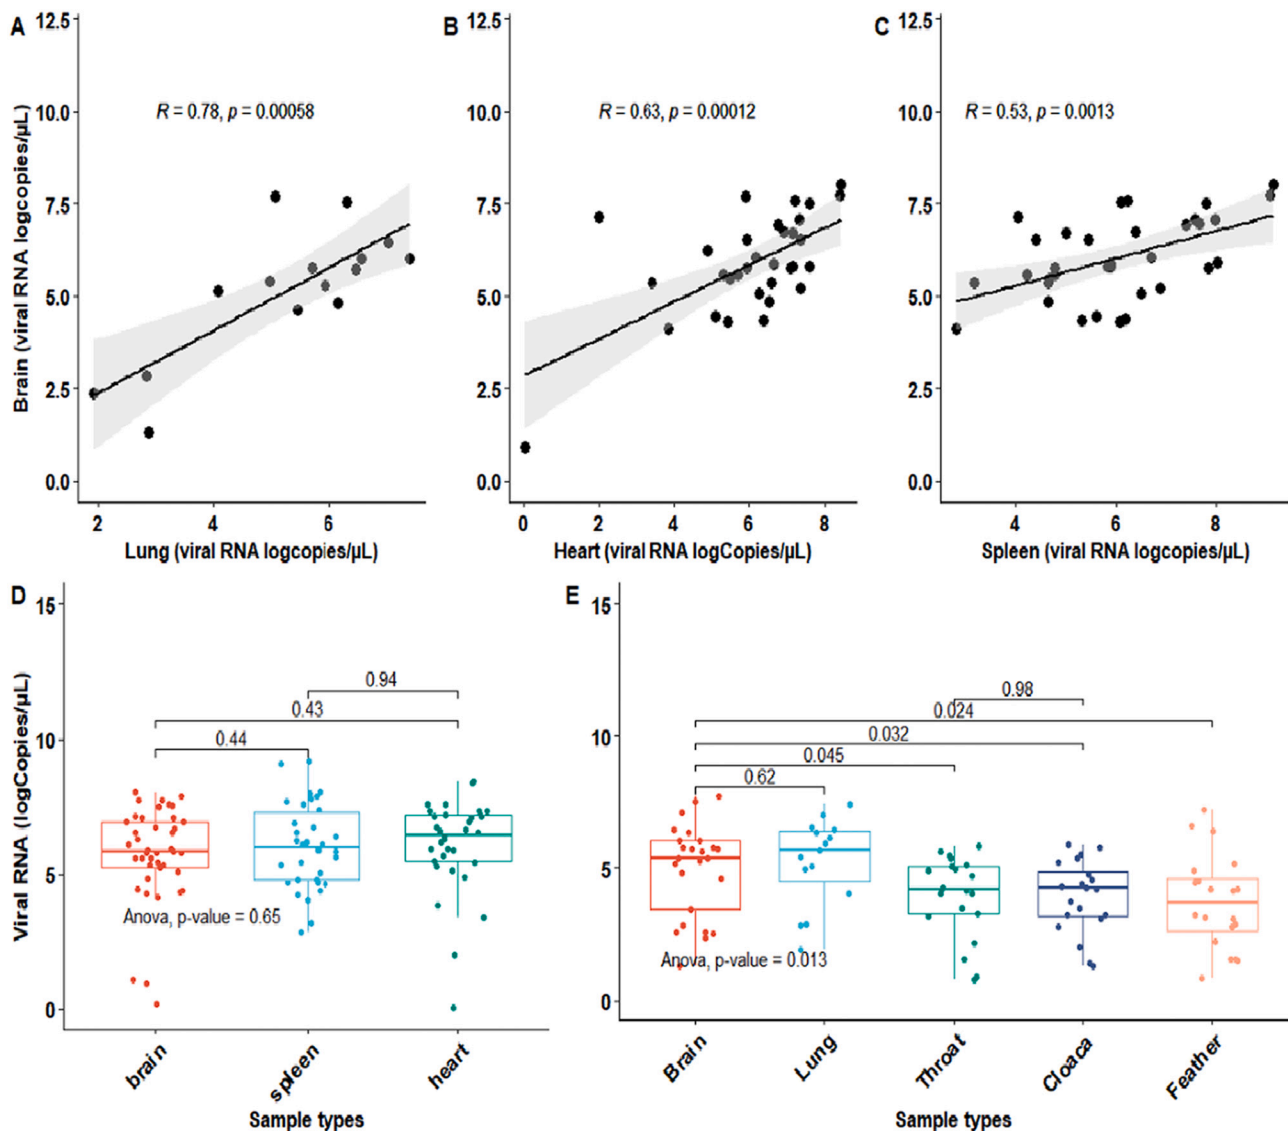 A
12.5
10.0
7.5
5.0
2.5
0.0
Brain (viral RNA logcopies/µL)
R = 0.78, p = 0.00058
2
4
6
Lung (viral RNA logcopies/µL)
B
12.5
10.0
7.5
5.0
2.5
0.0
R = 0.63, p = 0.00012
0
2
4
6
8
Heart (viral RNA logCopies/µL)
C
12.5
10.0
7.5
5.0
2.5
0.0
R = 0.53, p = 0.0013
4
6
8
Spleen (viral RNA logcopies/µL)
D
15
10
5
0
Viral RNA (logCopies/µL)
0.94
0.43
0.44
Anova, p-value = 0.65
brain
spleen
heart
Sample types
E
15
10
5
0
0.98
0.024
0.032
0.045
0.62
Anova, p-value = 0.013
Brain
Lung
Throat
Cloaca
Feather
Sample types